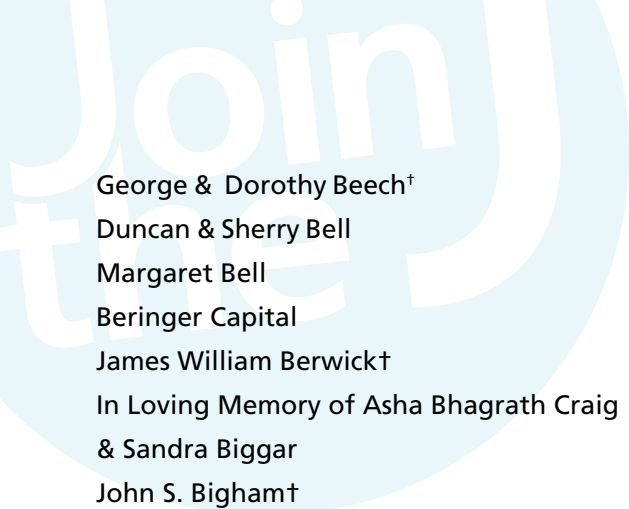 Join
the J
George & Dorothy Beech†
Duncan & Sherry Bell
Margaret Bell
Beringer Capital
James William Berwick†
In Loving Memory of Asha Bhagrath Craig
& Sandra Biggar
John S. Bigham†